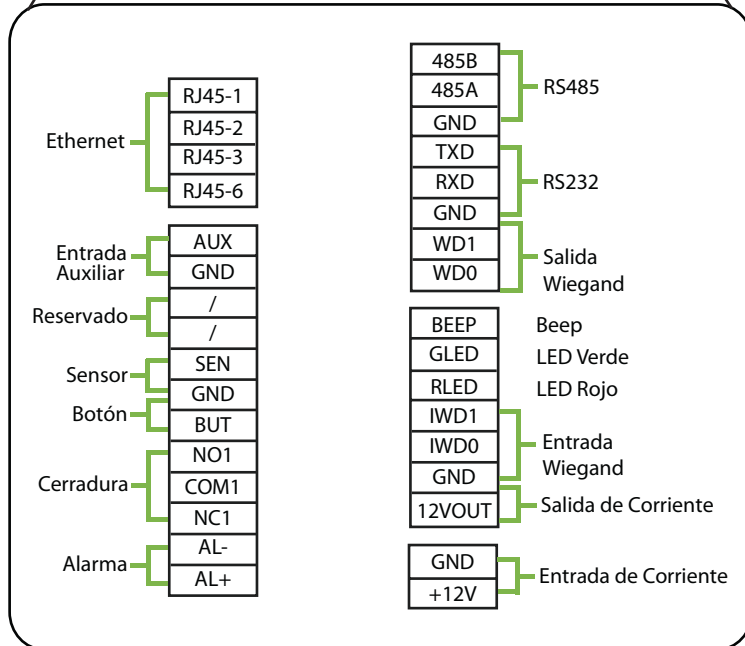 Ethernet
RJ45-1
RJ45-2
RJ45-3
RJ45-6
Entrada
Auxiliar
AUX
GND
Reservado
/
/
Sensor
SEN
GND
Botón
BUT
Cerradura
NO1
COM1
NC1
Alarma
AL-
AL+
485B
485A
GND
RS485
TXD
RXD
GND
RS232
WD1
WD0
Salida
Wiegand
BEEP Beep
GLED LED Verde
RLED LED Rojo
IWD1
IWD0
GND
Entrada
Wiegand
12VOUT
Salida de Corriente
GND
+12V
Entrada de Corriente